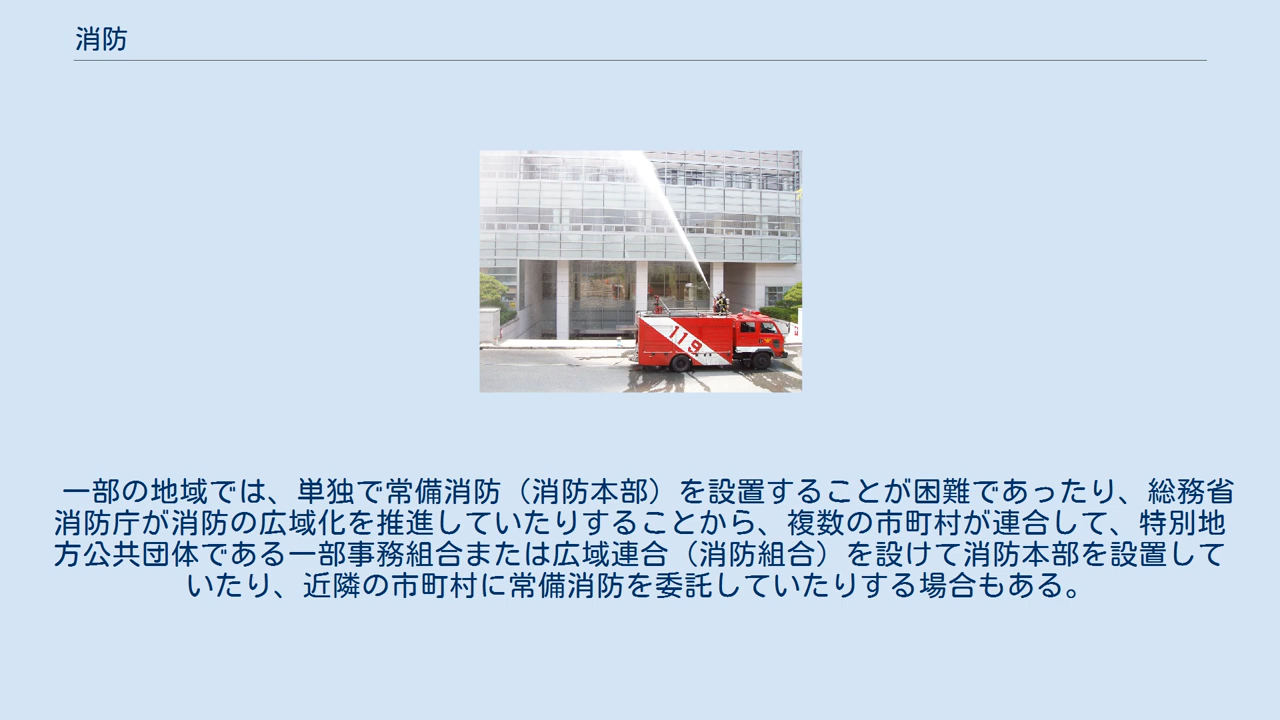 消防
119
一部の地域では、単独で常備消防（消防本部）を設置することが困難であったり、総務省
消防庁が消防の広域化を推進していたりすることから、複数の市町村が連合して、特別地
方公共団体である一部事務組合または広域連合（消防組合）を設けて消防本部を設置して
いたり、近隣の市町村に常備消防を委託していたりする場合もある。